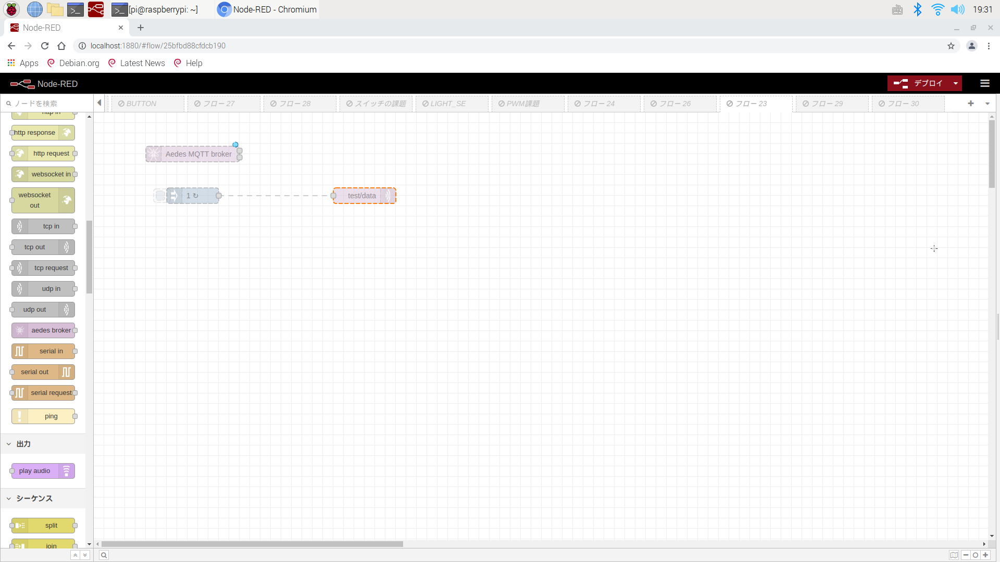 [pi@raspberrypi: ~]
Node-RED - Chromium
19:31
Node-RED
localhost:1880/#flow/25bfbd88cfdcb190
Apps
Debian.org
Latest News
Help
Node-RED
デプロイ
ノードを検索
BUTTON
フロー 27
フロー 28
スイッチの課題
LIGHT_SE
PWM課題
フロー 24
フロー 26
フロー 23
フロー 29
フロー 30
http in
http response
http request
websocket in
websocket
out
tcp in
tcp out
tcp request
udp in
udp out
aedes broker
serial in
serial out
serial request
ping
出力
play audio
シーケンス
split
join
Aedes MQTT broker
1 ↻
test/data